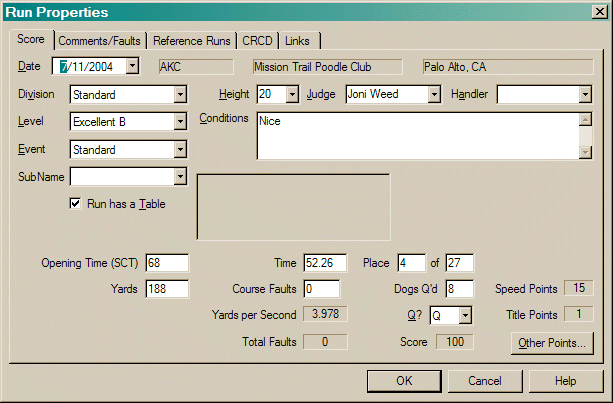 Run Properties
Score Comments/Faults Reference Runs CRCD Links
Date 7/11/2004 AKC Mission Trail Poodle Club Palo Alto, CA
Division Standard Height 20 Judge Joni Weed Handler
Level Excellent B Conditions Nice
Event Standard
SubName
Run has a Table
Opening Time (SCT) 68 Time 52.26 Place 4 of 27
Yards 188 Course Faults 0 Dogs Q'd 8 Speed Points 15
Yards per Second 3.978 Q? Q Title Points 1
Total Faults 0 Score 100 Other Points...
OK Cancel Help